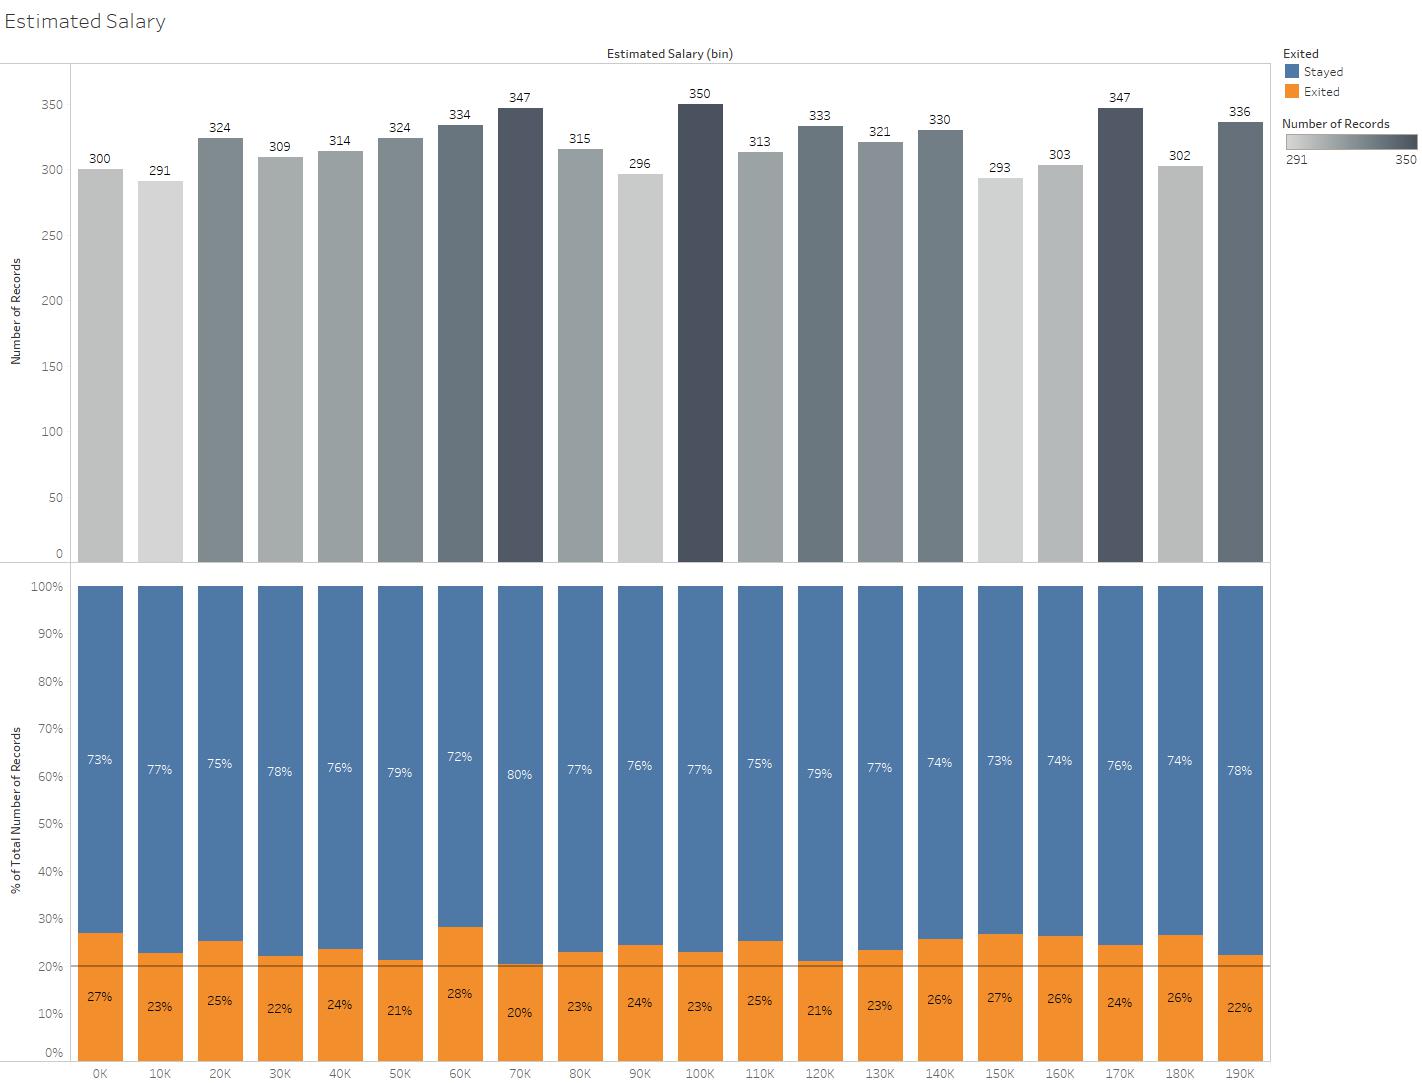 Estimated Salary
Estimated Salary (bin)
Exited
Stayed
Exited
Number of Records
291 350
Number of Records
350
300
250
200
150
100
50
0
300 291 324 309 314 324 334 347 315 296 350 313 333 321 330 293 303 347 302 336
% of Total Number of Records
100%
90%
80%
70%
60%
50%
40%
30%
20%
10%
0%
73% 77% 75% 78% 76% 79% 72% 80% 77% 76% 77% 75% 79% 77% 74% 73% 74% 76% 74% 78%
27% 23% 25% 22% 24% 21% 28% 20% 23% 24% 23% 25% 21% 23% 26% 27% 26% 24% 26% 22%
0K 10K 20K 30K 40K 50K 60K 70K 80K 90K 100K 110K 120K 130K 140K 150K 160K 170K 180K 190K